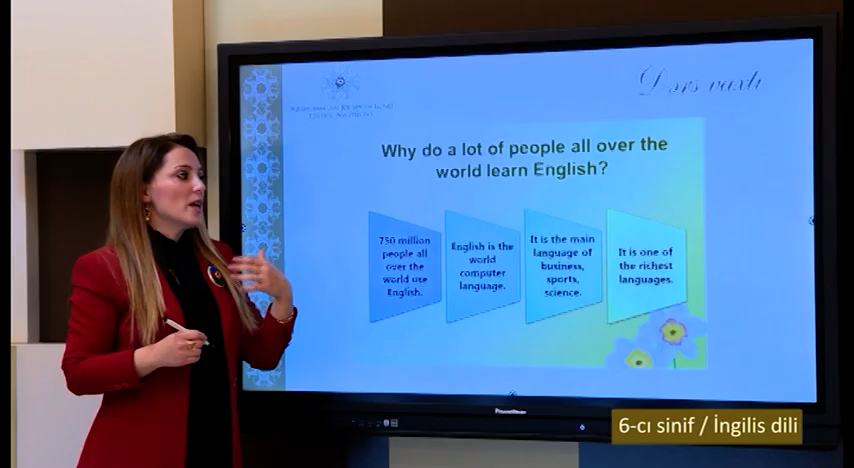 Dərs vaxtı
Why do a lot of people all over the
world learn English?
750 million
people all
over the
world use
English.
English is the
world
computer
language.
It is the main
language of
business,
sports,
science.
It is one of
the richest
languages.
6-cı sinif / İngilis dili